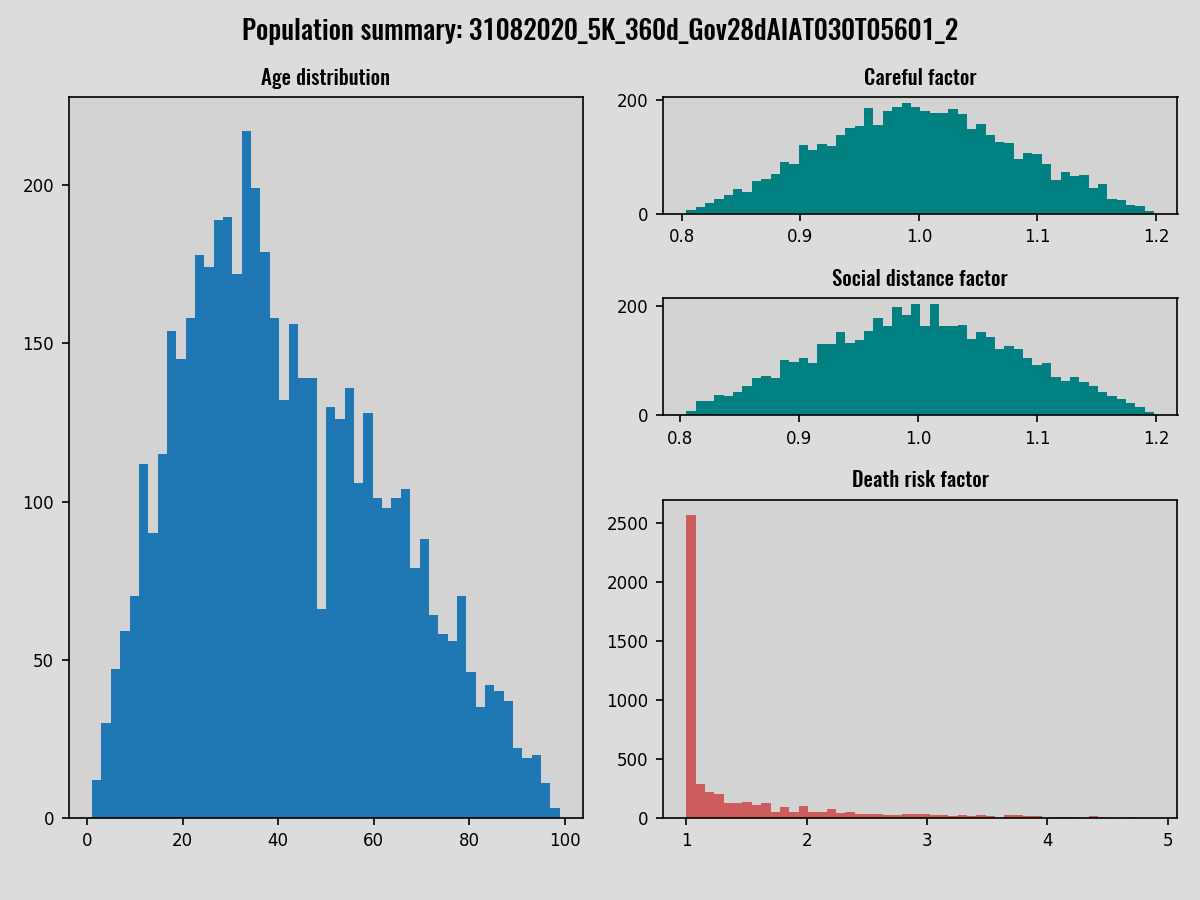 Population summary: 31082020_5K_360d_Gov28dAIAT030T05601_2
Age distribution
200
150
100
50
0
0 20 40 60 80 100
Careful factor
200
0
0.8 0.9 1.0 1.1 1.2
Social distance factor
200
0
0.8 0.9 1.0 1.1 1.2
Death risk factor
2500
2000
1500
1000
500
0
1 2 3 4 5